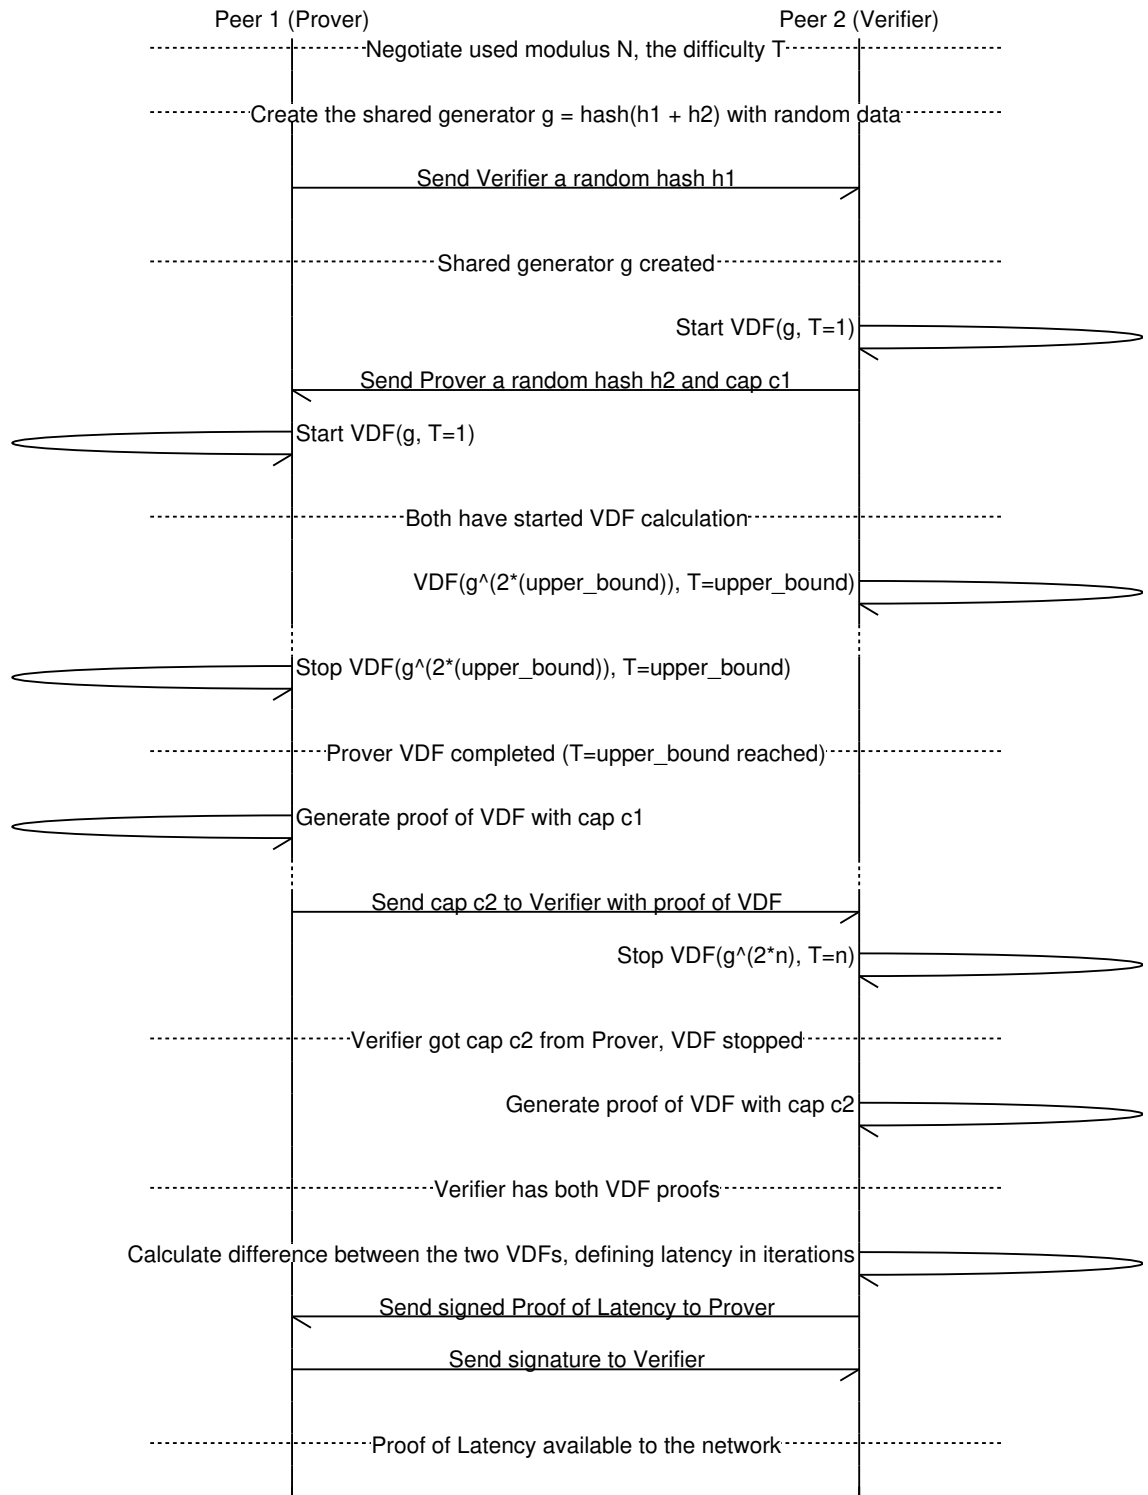 Peer 1 (Prover)
Peer 2 (Verifier)
Negotiate used modulus N, the difficulty T
Create the shared generator g = hash(h1 + h2) with random data
Send Verifier a random hash h1
Shared generator g created
Start VDF(g, T=1)
Send Prover a random hash h2 and cap c1
Start VDF(g, T=1)
Both have started VDF calculation
VDF(g^(2*(upper_bound)), T=upper_bound)
Stop VDF(g^(2*(upper_bound)), T=upper_bound)
Prover VDF completed (T=upper_bound reached)
Generate proof of VDF with cap c1
Send cap c2 to Verifier with proof of VDF
Stop VDF(g^(2*n), T=n)
Verifier got cap c2 from Prover, VDF stopped
Generate proof of VDF with cap c2
Verifier has both VDF proofs
Calculate difference between the two VDFs, defining latency in iterations
Send signed Proof of Latency to Prover
Send signature to Verifier
Proof of Latency available to the network